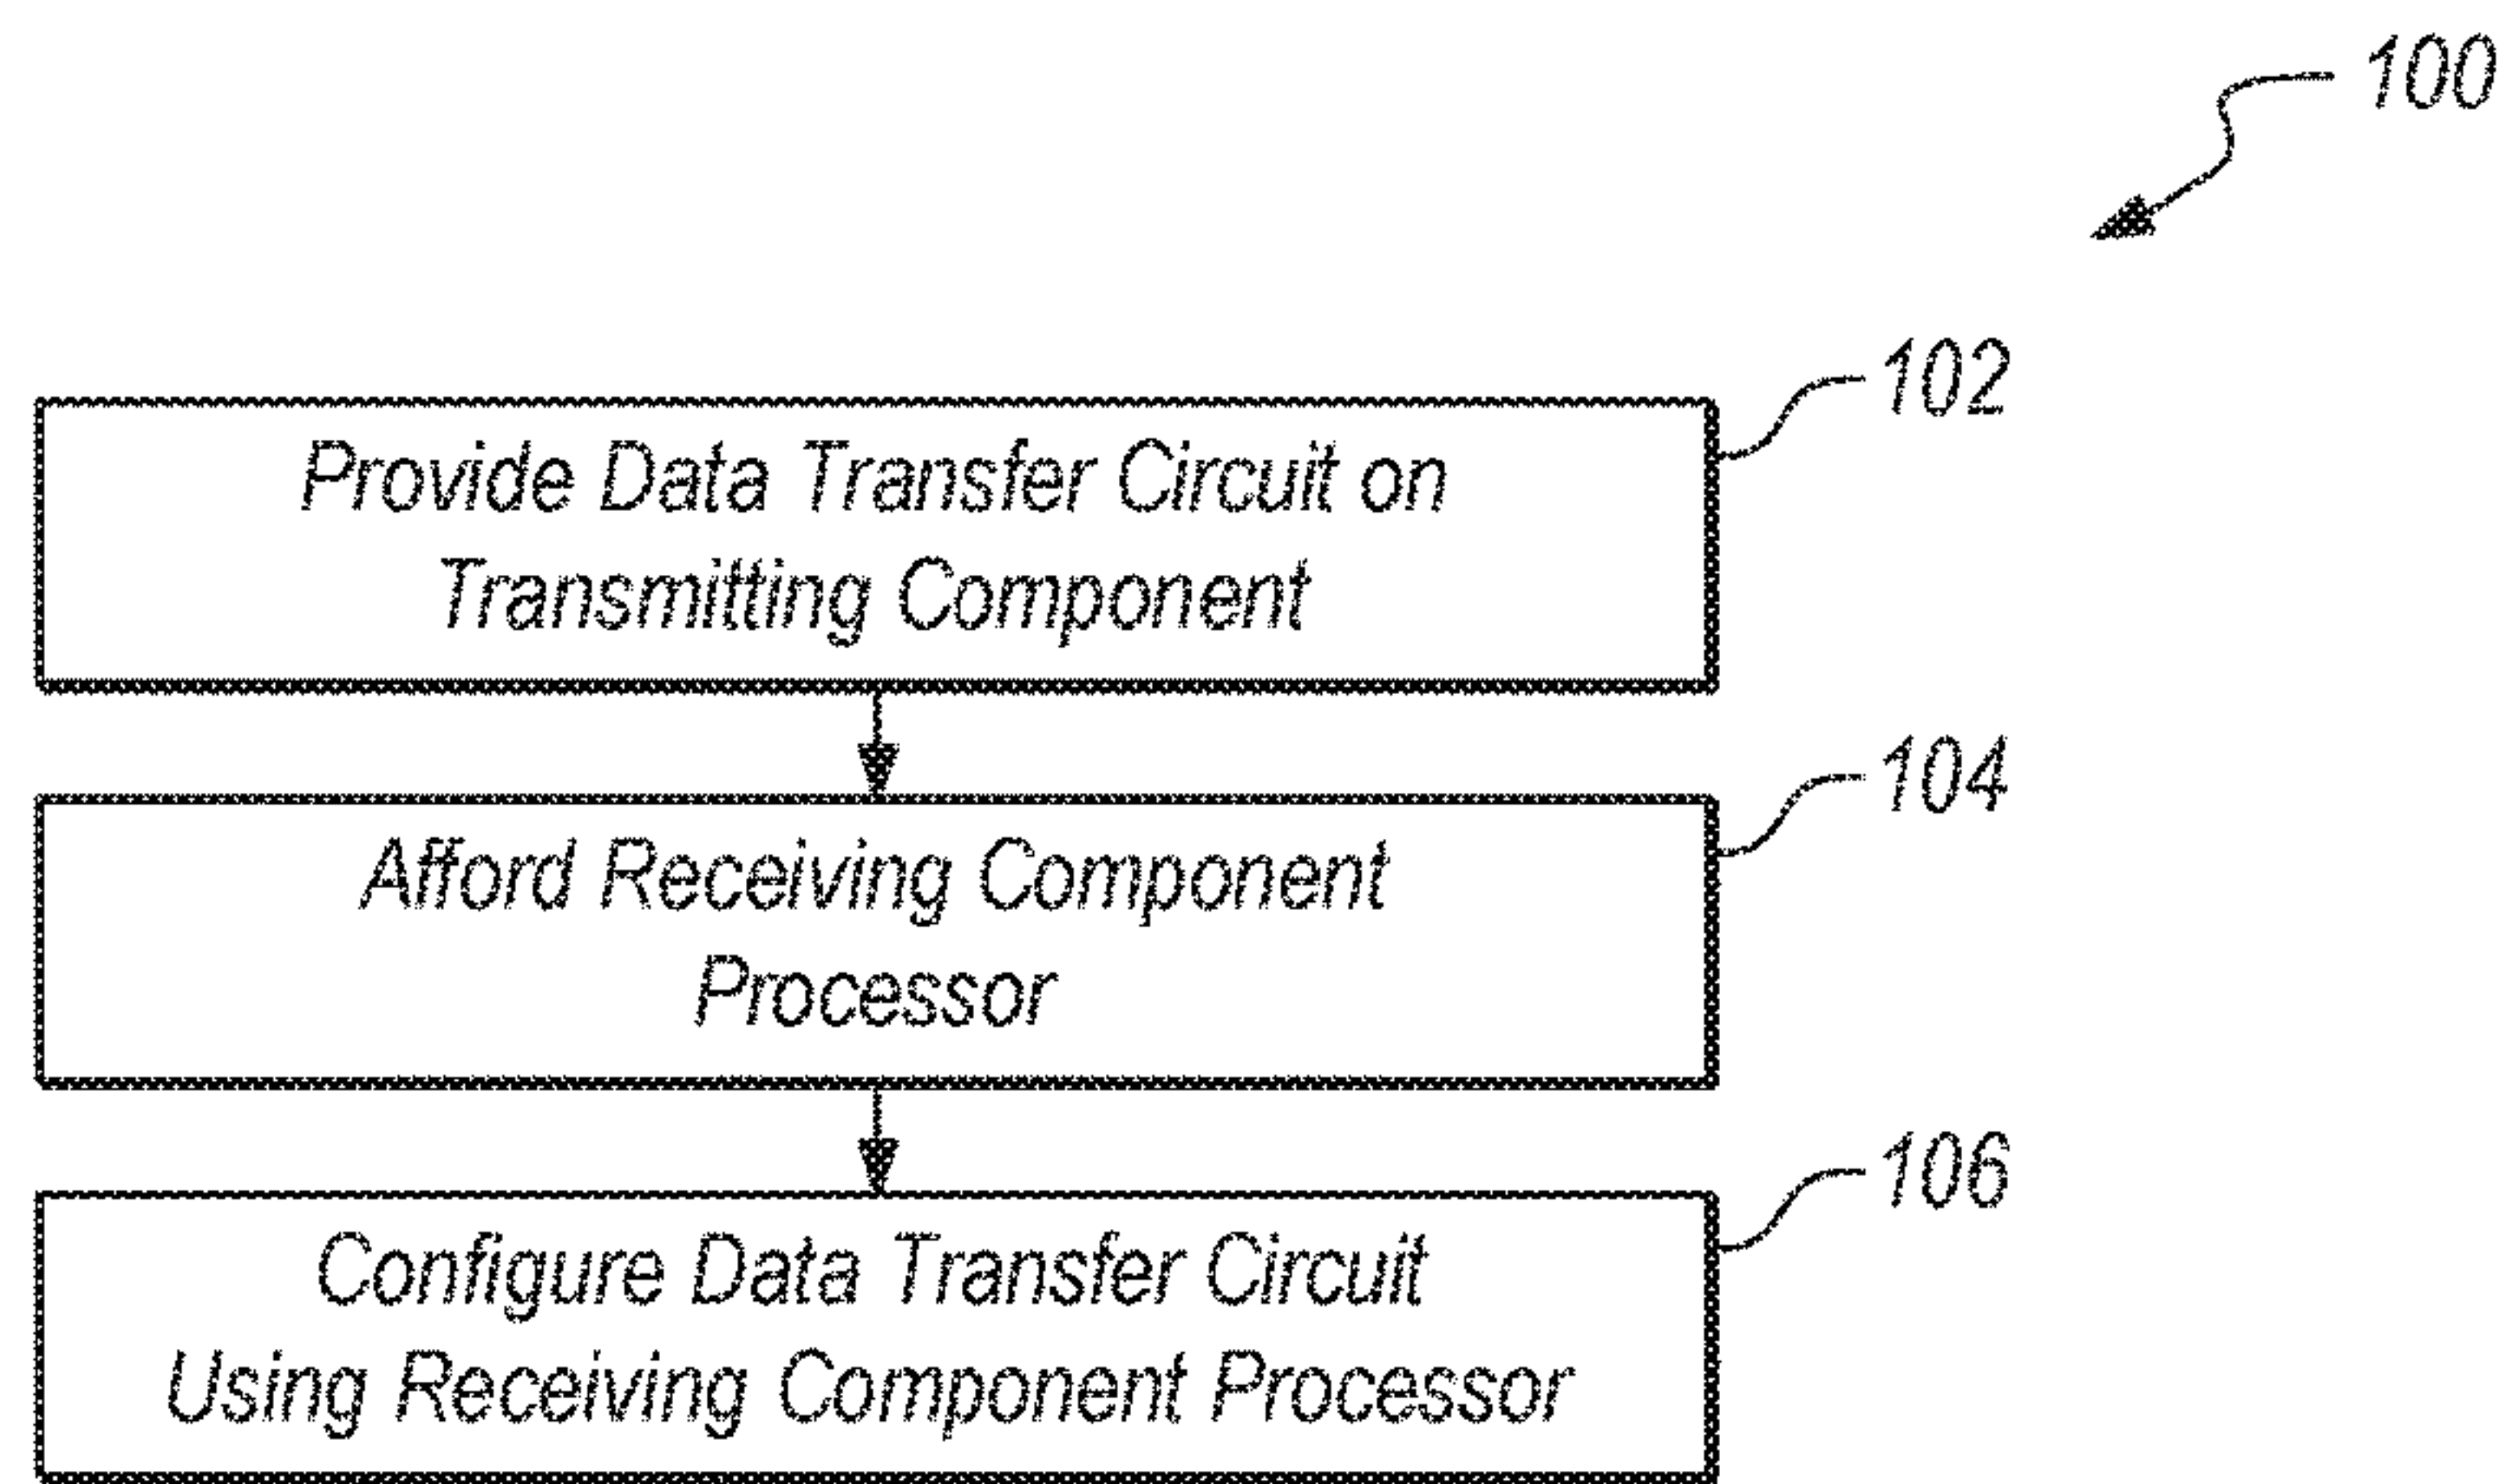 100
102
Provide Data Transfer Circuit on
Transmitting Component
104
Afford Receiving Component
Processor
106
Configure Data Transfer Circuit
Using Receiving Component Processor